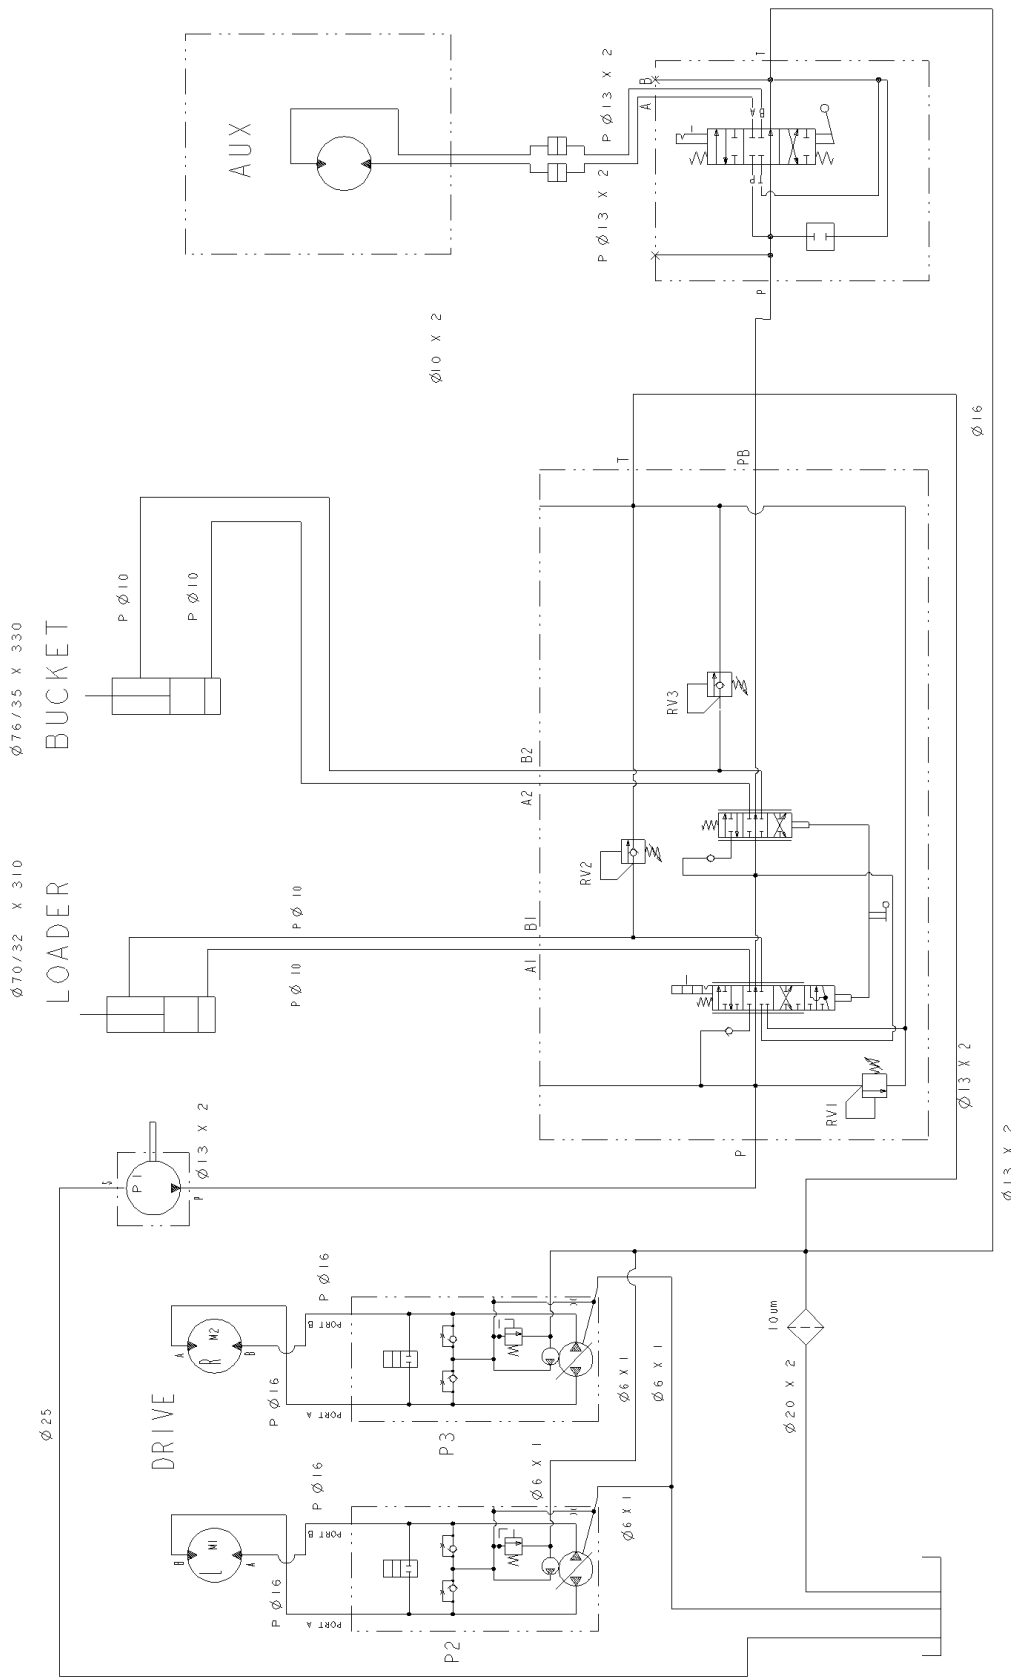 AUX
P Ø13 X 2
P Ø13 X 2
B
A
T
A
B
P
T
P
Ø10 X 2
Ø16
T
PB
Ø76/35 X 330
BUCKET
P Ø10
P Ø10
RV3
B2
A2
Ø70/32 X 310
LOADER
P Ø10
P Ø10
RV2
B1
A1
RV1
P
Ø13 X 2
Ø13 X 2
S
P1
P
Ø13 X 2
Ø25
DRIVE
A
R
M2
B
P Ø16
P Ø16
PORT B
PORT A
P3
10um
Ø6 X 1
Ø6 X 1
Ø20 X 2
B
L
M1
A
P Ø16
P Ø16
PORT B
PORT A
P2
Ø6 X 1
Ø6 X 1